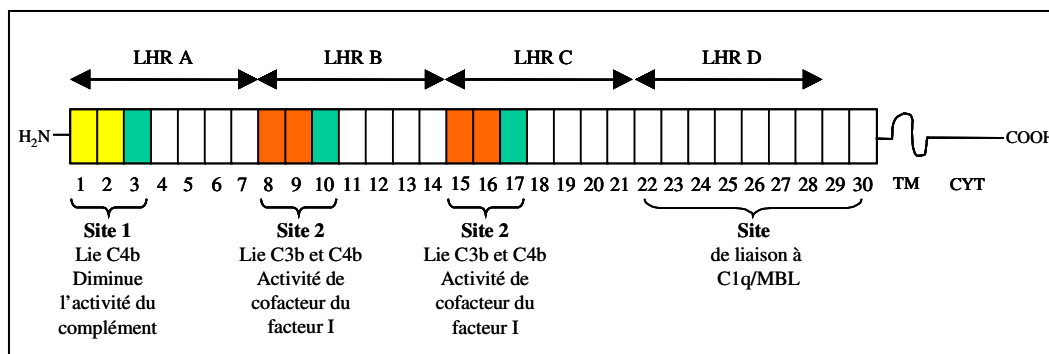 LHR A LHR B LHR C LHR D
H2N COOH
1 2 3 4 5 6 7 8 9 10 11 12 13 14 15 16 17 18 19 20 21 22 23 24 25 26 27 28 29 30 TM CYT
Site 1
Lie C4b
Diminue
l’activité du
complément
Site 2
Lie C3b et C4b
Activité de
cofacteur du
facteur I
Site 2
Lie C3b et C4b
Activité de
cofacteur du
facteur I
Site
de liaison à
C1q/MBL